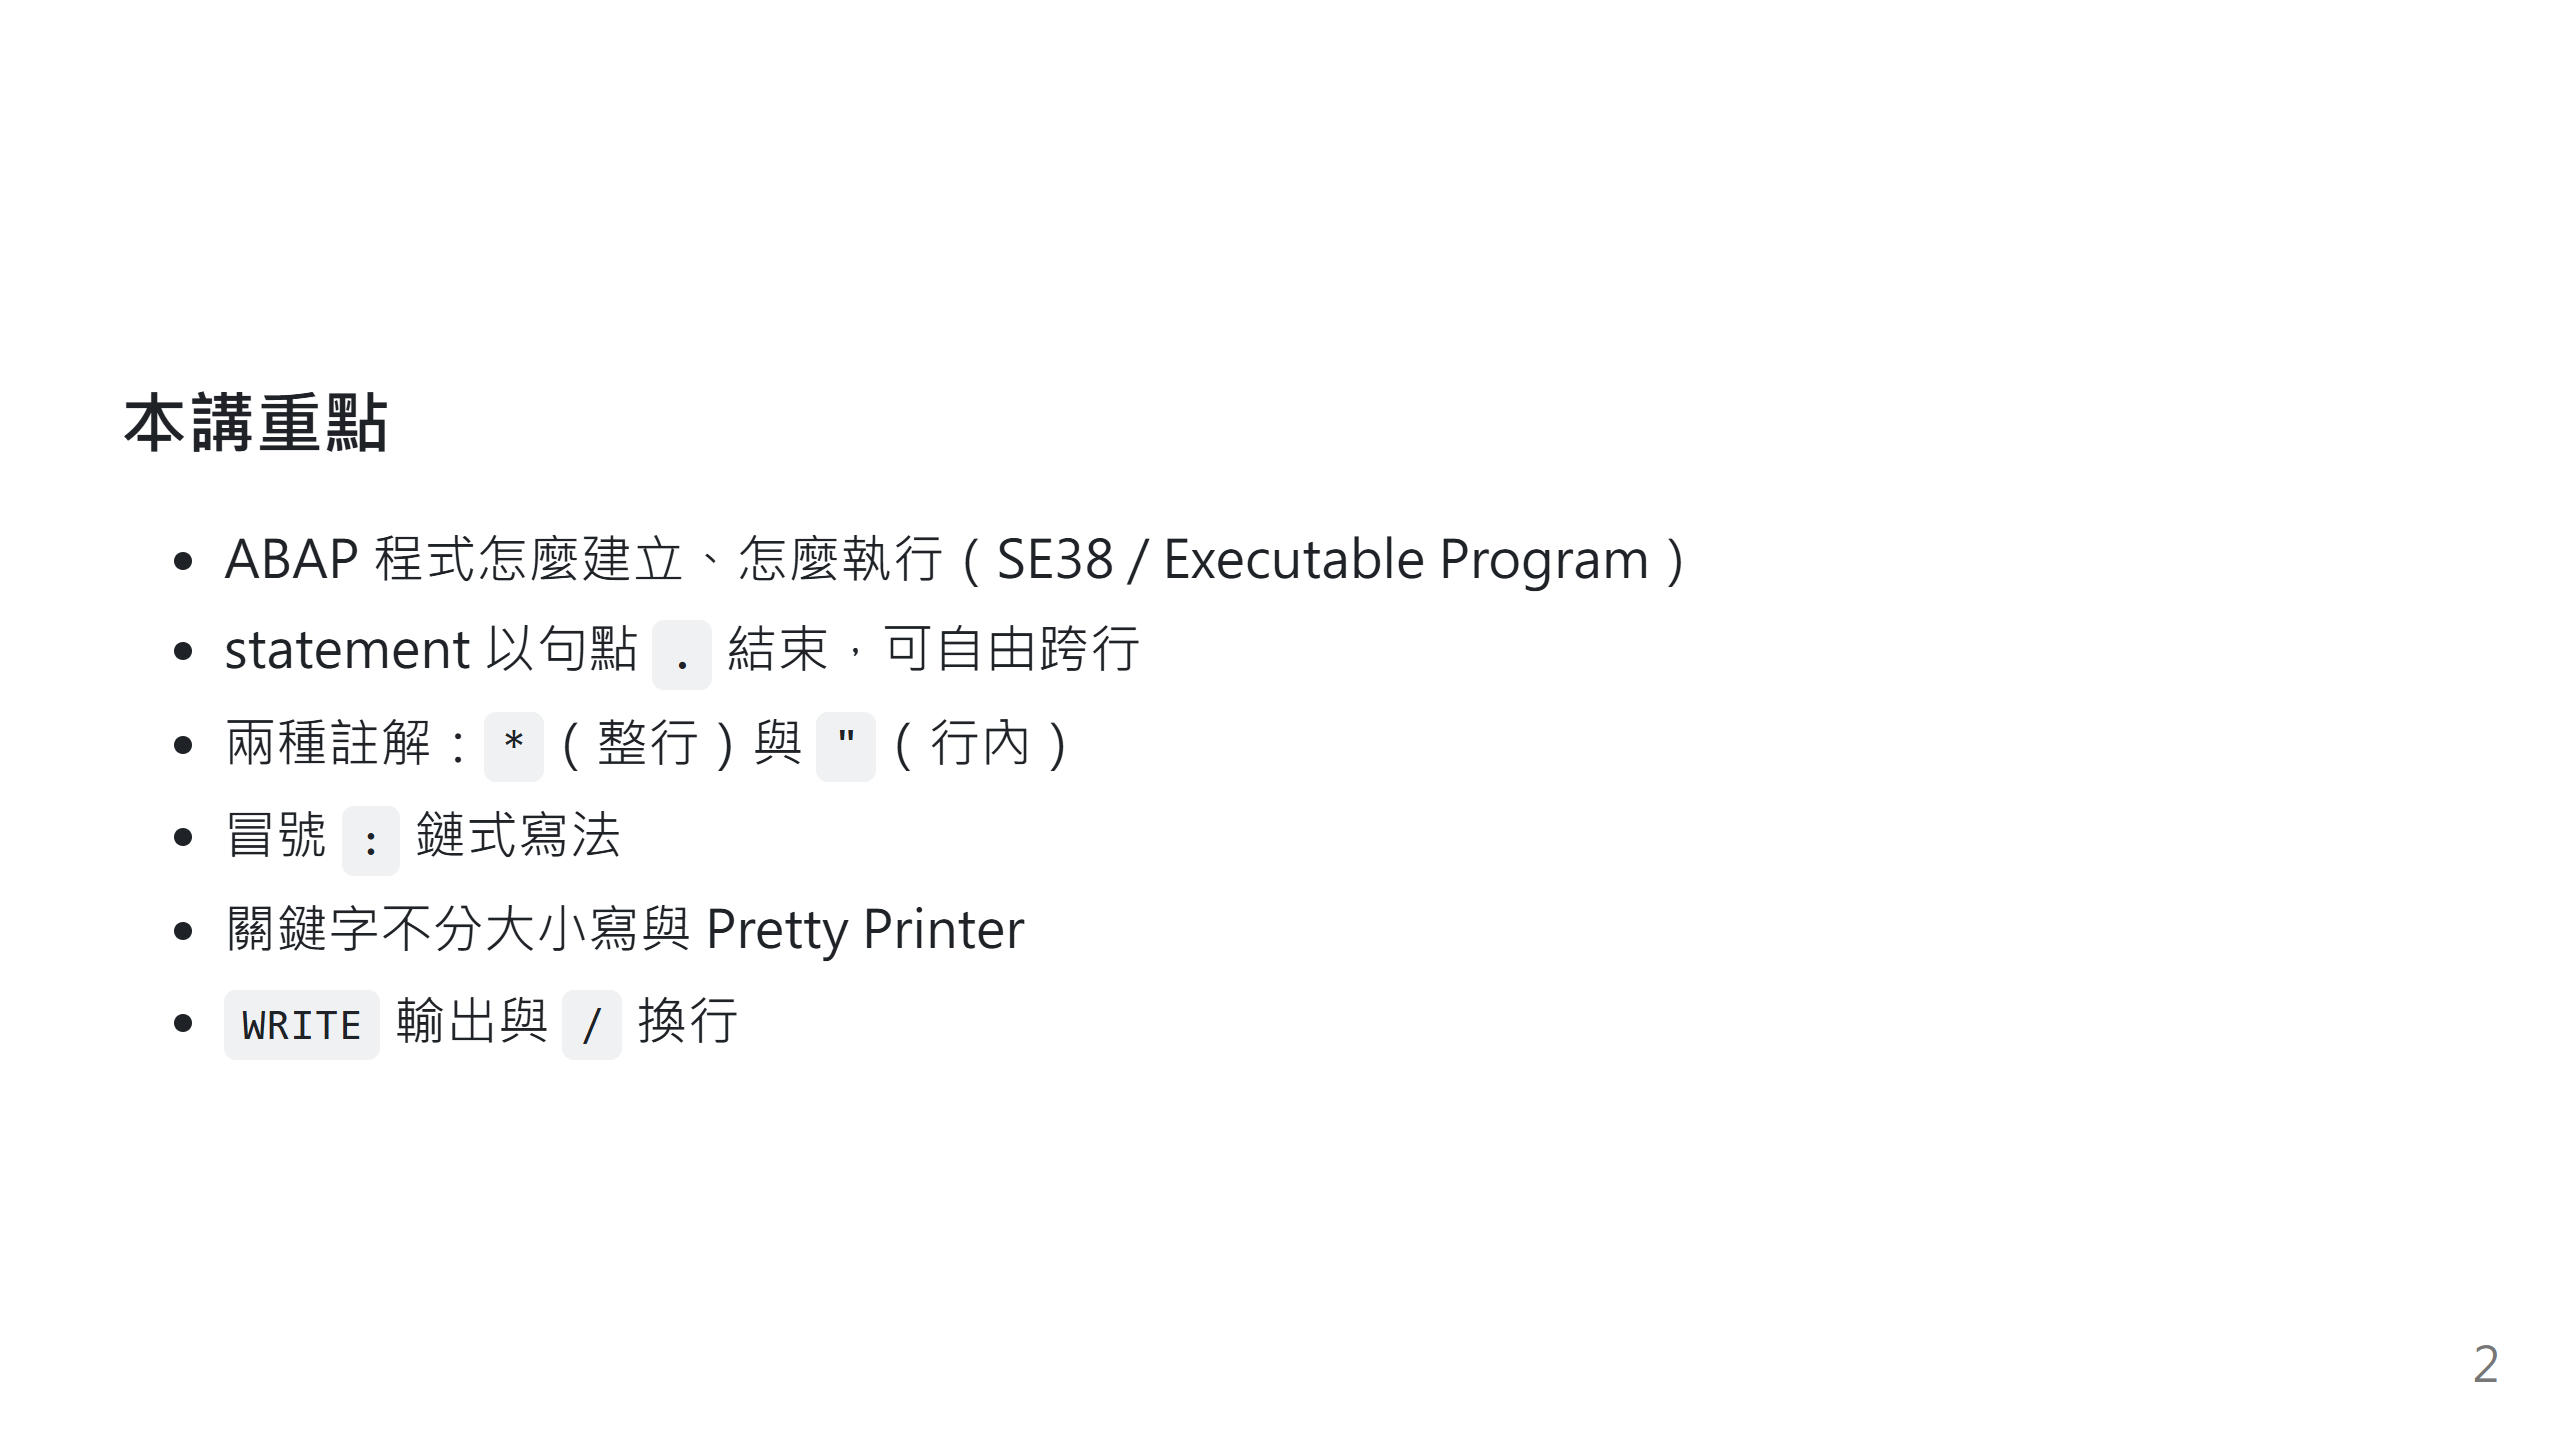 本講重點
ABAP 程式怎麼建立、怎麼執行（SE38 / Executable Program）
statement 以句點 . 結束，可自由跨行
兩種註解：*（整行）與 "（行內）
冒號 : 鏈式寫法
關鍵字不分大小寫與 Pretty Printer
WRITE 輸出與 / 換行
2